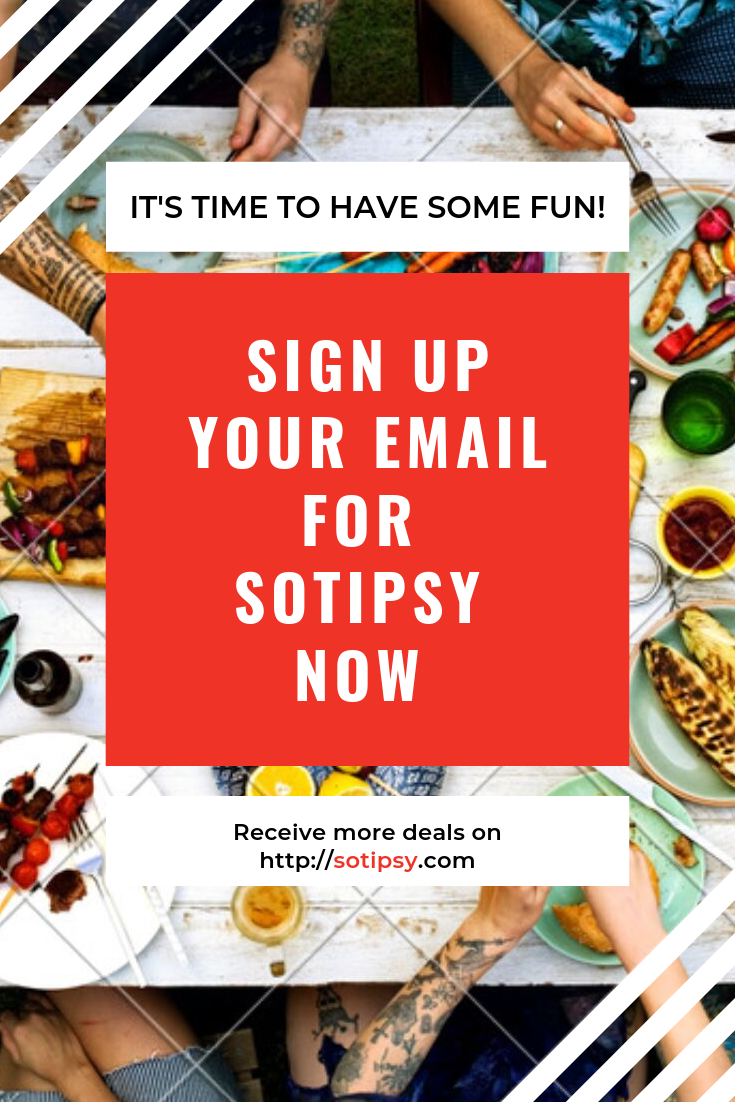 IT'S TIME TO HAVE SOME FUN!
SIGN UP
YOUR EMAIL
FOR
SOTIPSY
NOW
Receive more deals on
http://sotipsy.com